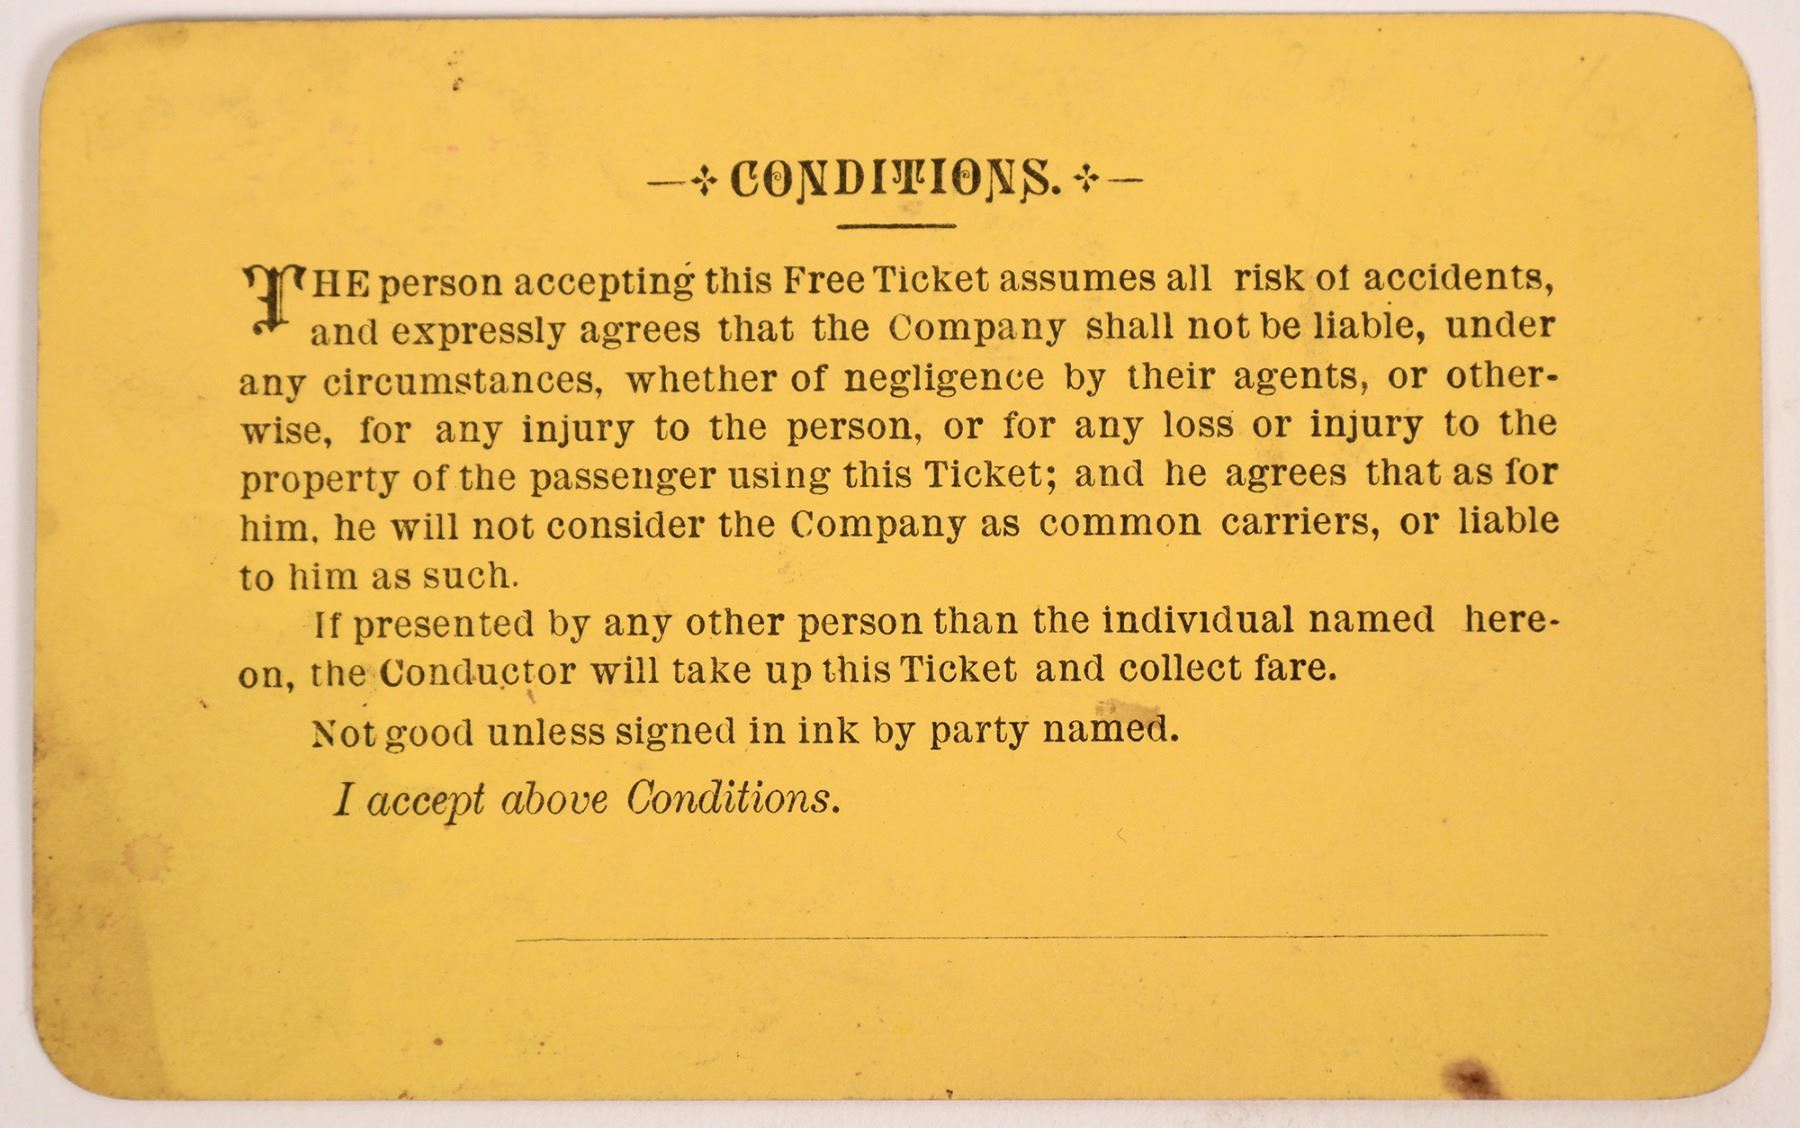 CONDITIONS.
THE person accepting this Free Ticket assumes all risk of accidents,
and expressly agrees that the Company shall not be liable, under
any circumstances, whether of negligence by their agents, or other-
wise, for any injury to the person, or for any loss or injury to the
property of the passenger using this Ticket; and he agrees that as for
him, he will not consider the Company as common carriers, or liable
to him as such.
If presented by any other person than the individual named here-
on, the Conductor will take up this Ticket and collect fare.
Not good unless signed in ink by party named.
I accept above Conditions.